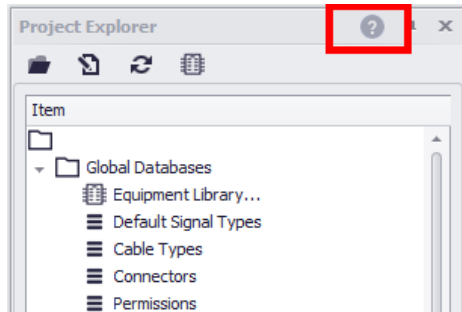 Project Explorer
Item
Global Databases
Equipment Library...
Default Signal Types
Cable Types
Connectors
Permissions